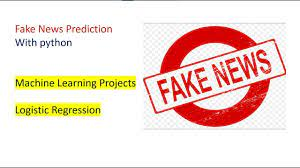 Fake News Prediction
With python
Machine Learning Projects
Logistic Regression
FAKE NEWS